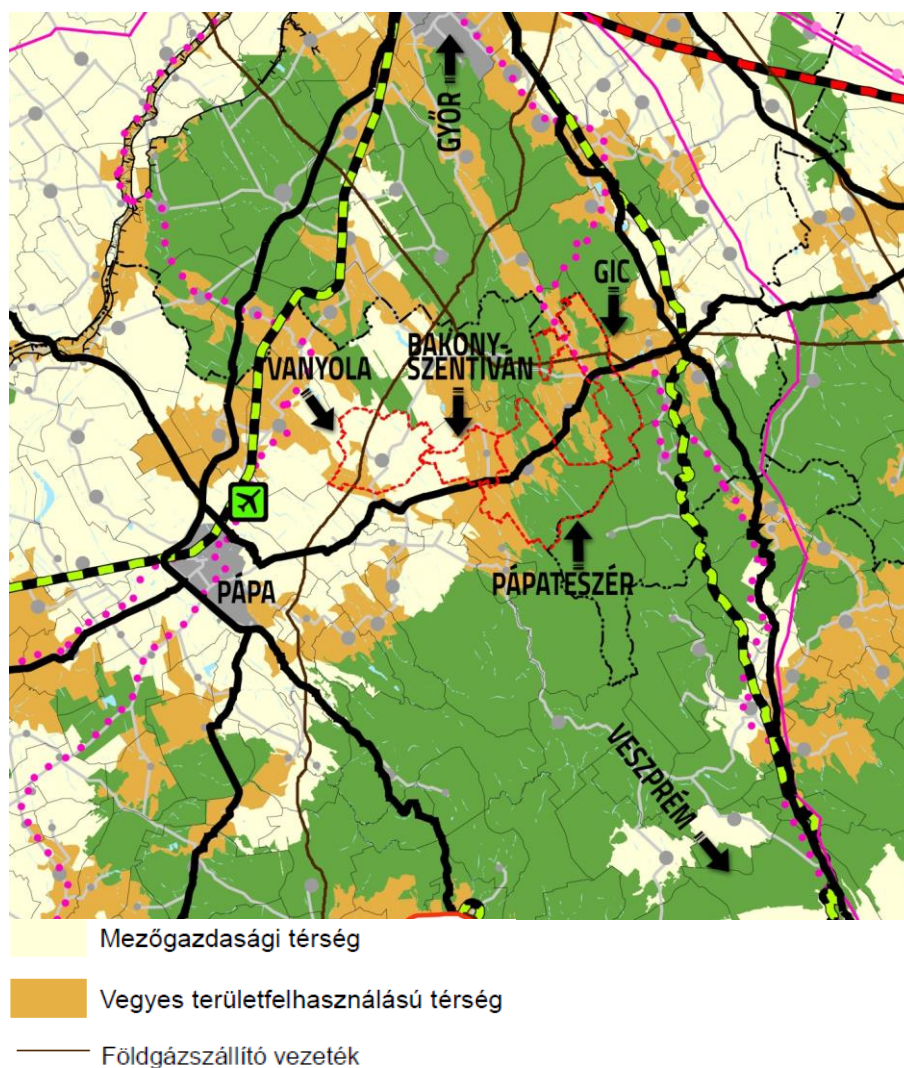 GYŐR
GIC
VANYOLA
BAKONY-
SZENTIVÁN
PÁPATESZÉR
PÁPA
VESZPRÉM
Mezőgazdasági térség
Vegyes területfelhasználású térség
Földgázszállító vezeték